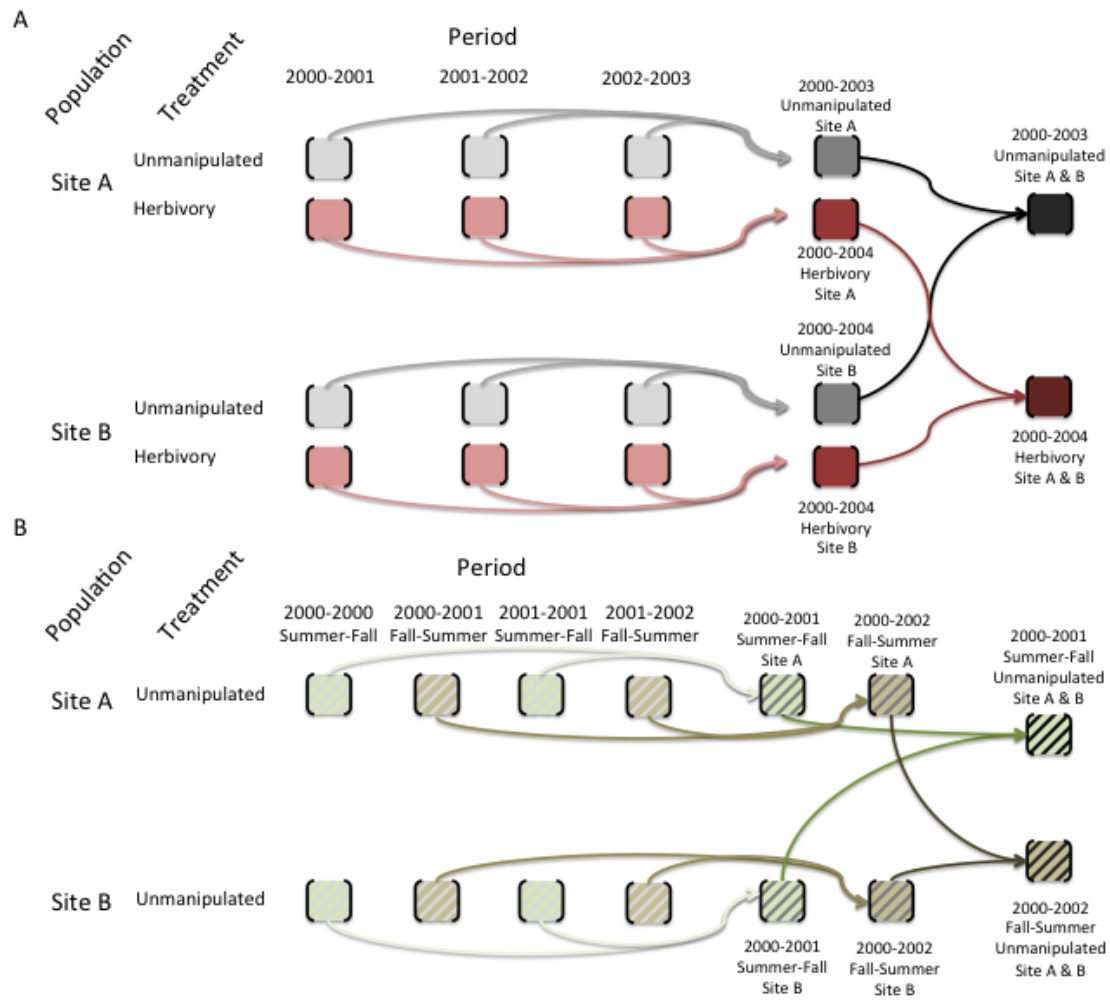 A
Population
Treatment
Period
2000-2001
2001-2002
2002-2003
2000-2003
Unmanipulated
Site A
2000-2003
Unmanipulated
Site A & B
Site A
Unmanipulated
Herbivory
2000-2004
Herbivory
Site A
2000-2004
Unmanipulated
Site B
Site B
Unmanipulated
Herbivory
2000-2004
Herbivory
Site A & B
2000-2004
Herbivory
Site B
B
Population
Treatment
Period
2000-2000
Summer-Fall
2000-2001
Fall-Summer
2001-2001
Summer-Fall
2001-2002
Fall-Summer
2000-2001
Summer-Fall
Site A
2000-2002
Fall-Summer
Site A
2000-2001
Summer-Fall
Unmanipulated
Site A & B
Site A
Unmanipulated
Site B
Unmanipulated
2000-2001
Summer-Fall
Site B
2000-2002
Fall-Summer
Site B
2000-2002
Fall-Summer
Unmanipulated
Site A & B